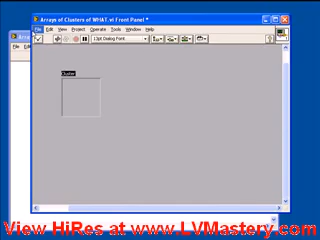 Arrays of Clusters of WHAT.vi Front Panel *
File Edit View Project Operate Tools Window Help
13pt Dialog Font
Cluster
View HiRes at www.LVMastery.com